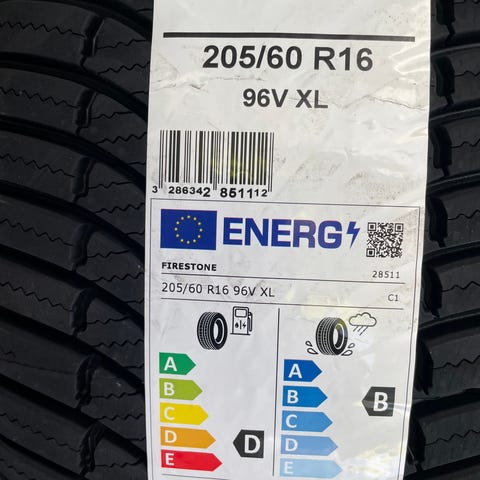 205/60 R16
96V XL
3 286342 851112
ENERG
FIRESTONE
28511
205/60 R16 96V XL
C1
A
B
C
D
E
D
A
B
C
D
E
B